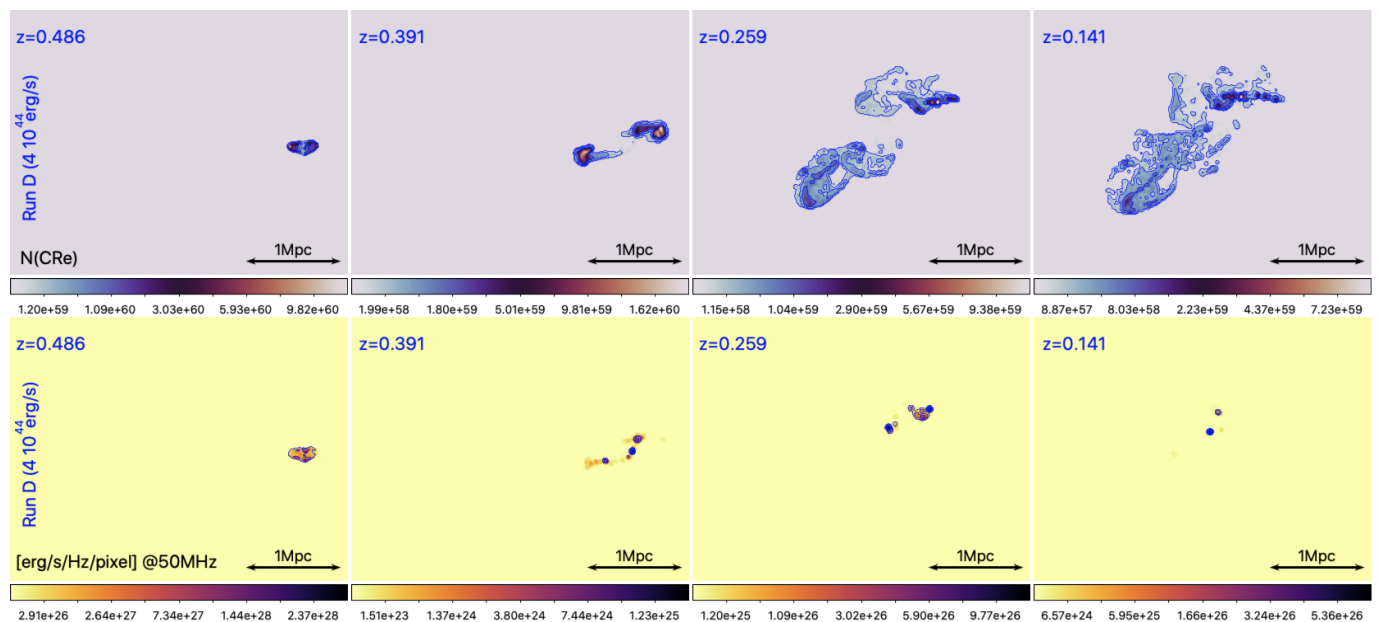 z=0.486
z=0.391
z=0.259
z=0.141
Run D (4 10^44 erg/s)
N(CRe)
1Mpc
1Mpc
1Mpc
1Mpc
1.20e+59 1.09e+60 3.03e+60 5.93e+60 9.82e+60
1.99e+58 1.80e+59 5.01e+59 9.81e+59 1.62e+60
1.15e+58 1.04e+59 2.90e+59 5.67e+59 9.38e+59
8.87e+57 8.03e+58 2.23e+59 4.37e+59 7.23e+59
z=0.486
z=0.391
z=0.259
z=0.141
Run D (4 10^44 erg/s)
[erg/s/Hz/pixel] @50MHz
1Mpc
1Mpc
1Mpc
1Mpc
2.91e+26 2.64e+27 7.34e+27 1.44e+28 2.37e+28
1.51e+23 1.37e+24 3.80e+24 7.44e+24 1.23e+25
1.20e+25 1.09e+26 3.02e+26 5.90e+26 9.77e+26
6.57e+24 5.95e+25 1.66e+26 3.24e+26 5.36e+26